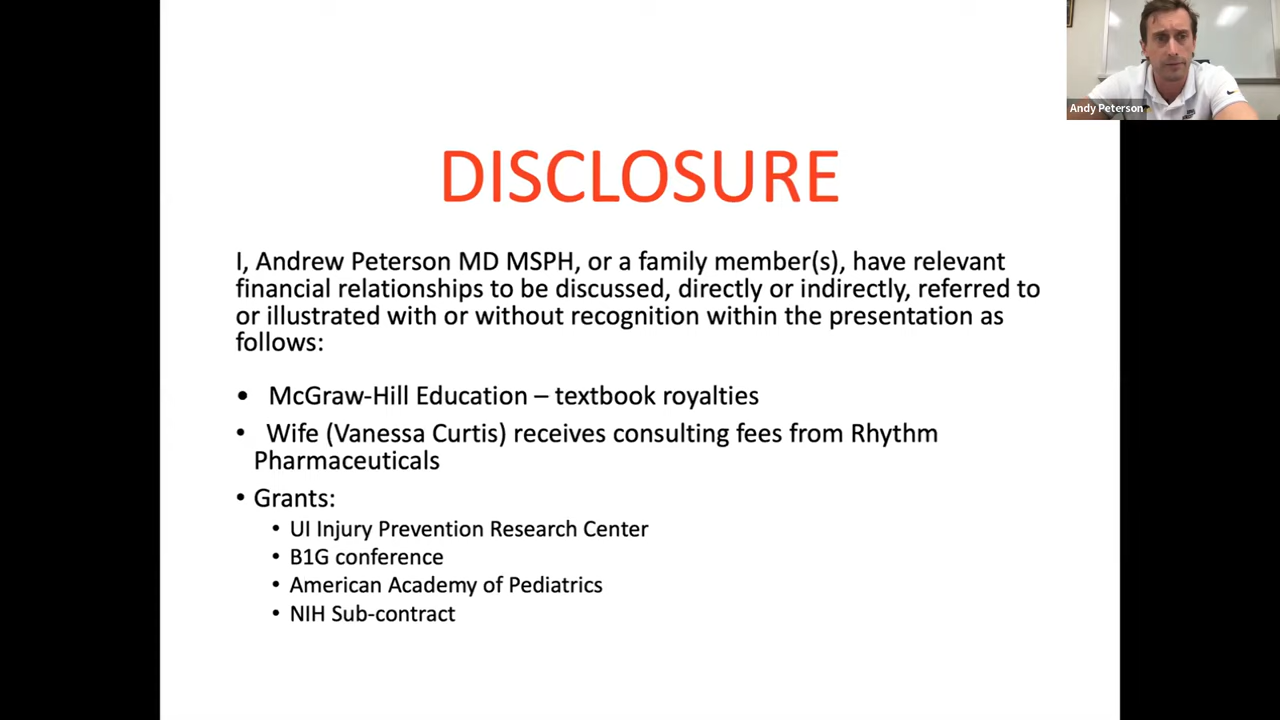 Andy Peterson
DISCLOSURE
I, Andrew Peterson MD MSPH, or a family member(s), have relevant
financial relationships to be discussed, directly or indirectly, referred to
or illustrated with or without recognition within the presentation as
follows:
• McGraw-Hill Education – textbook royalties
• Wife (Vanessa Curtis) receives consulting fees from Rhythm
Pharmaceuticals
• Grants:
• UI Injury Prevention Research Center
• B1G conference
• American Academy of Pediatrics
• NIH Sub-contract